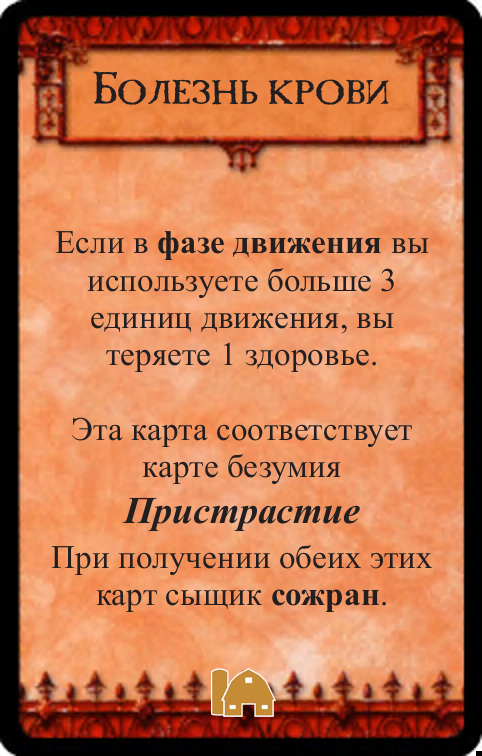 Болезнь крови
Если в фазе движения вы
используете больше 3
единиц движения, вы
теряете 1 здоровье.
Эта карта соответствует
карте безумия
Пристрастие
При получении обеих этих
карт сыщик сожран.